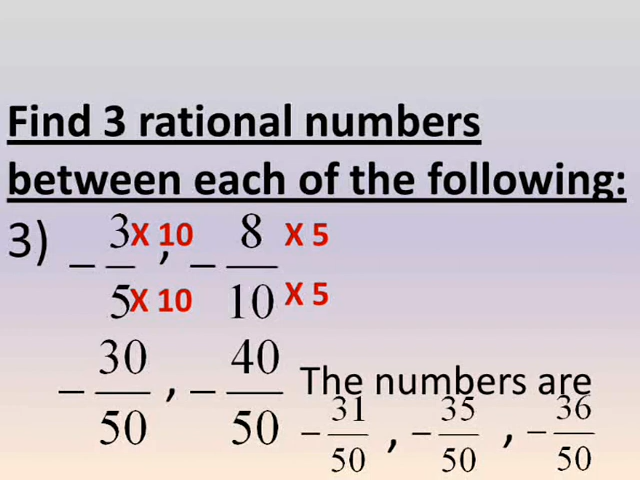 Find 3 rational numbers
between each of the following:
3) −3/5 X 10 / X 10 , −8/10 X 5 / X 5
−30/50 , −40/50 The numbers are
−31/50 , −35/50 , −36/50